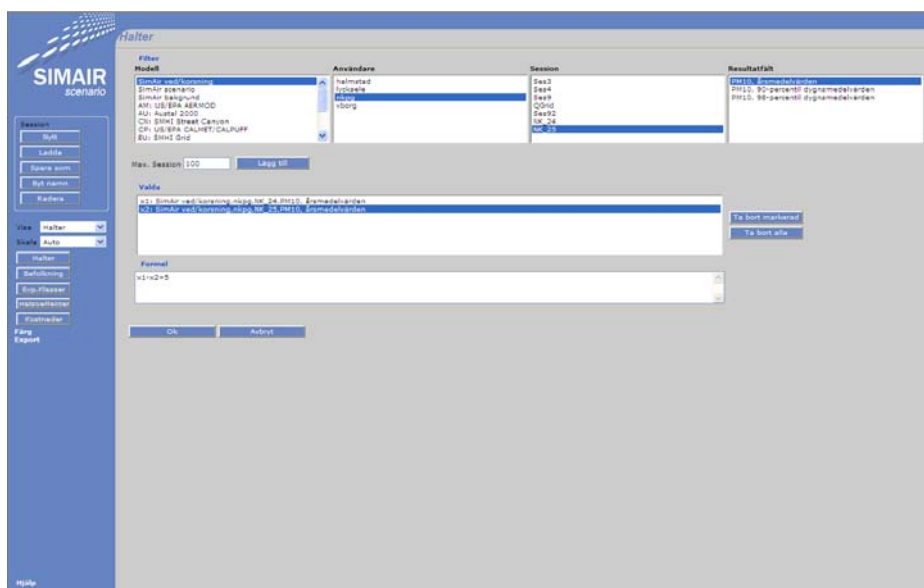 SIMAIR
scenario
Session
Nytt
Ladda
Spara som
Byt namn
Radera
Visa Halter
Skala Auto
Halter
Befolkning
Exp.Klasser
Hälsoeffekter
Kostnader
Färg
Export
Hjälp
Halter
Filter
Modell
SimAir ved/korsning
SimAir scenario
SimAir bakgrund
AM: US/EPA AERMOD
AU: Austal 2000
CN: SMHI Street Canyon
CP: US/EPA CALMET/CALPUFF
EU: SMHI Grid
Användare
halmstad
lycksele
nkpg
vborg
Session
Ses3
Ses4
Ses9
QGrid
Ses92
NK_24
NK_25
Resultatfält
PM10, årsmedelvärden
PM10, 90-percentil dygnsmedelvärden
PM10, 98-percentil dygnsmedelvärden
Max. Session 100 Lägg till
Valda
x1: SimAir ved/korsning,nkpg,NK_24,PM10, årsmedelvärden
x2: SimAir ved/korsning,nkpg,NK_25,PM10, årsmedelvärden
Ta bort markerad
Ta bort alla
Formel
Ok Avbryt